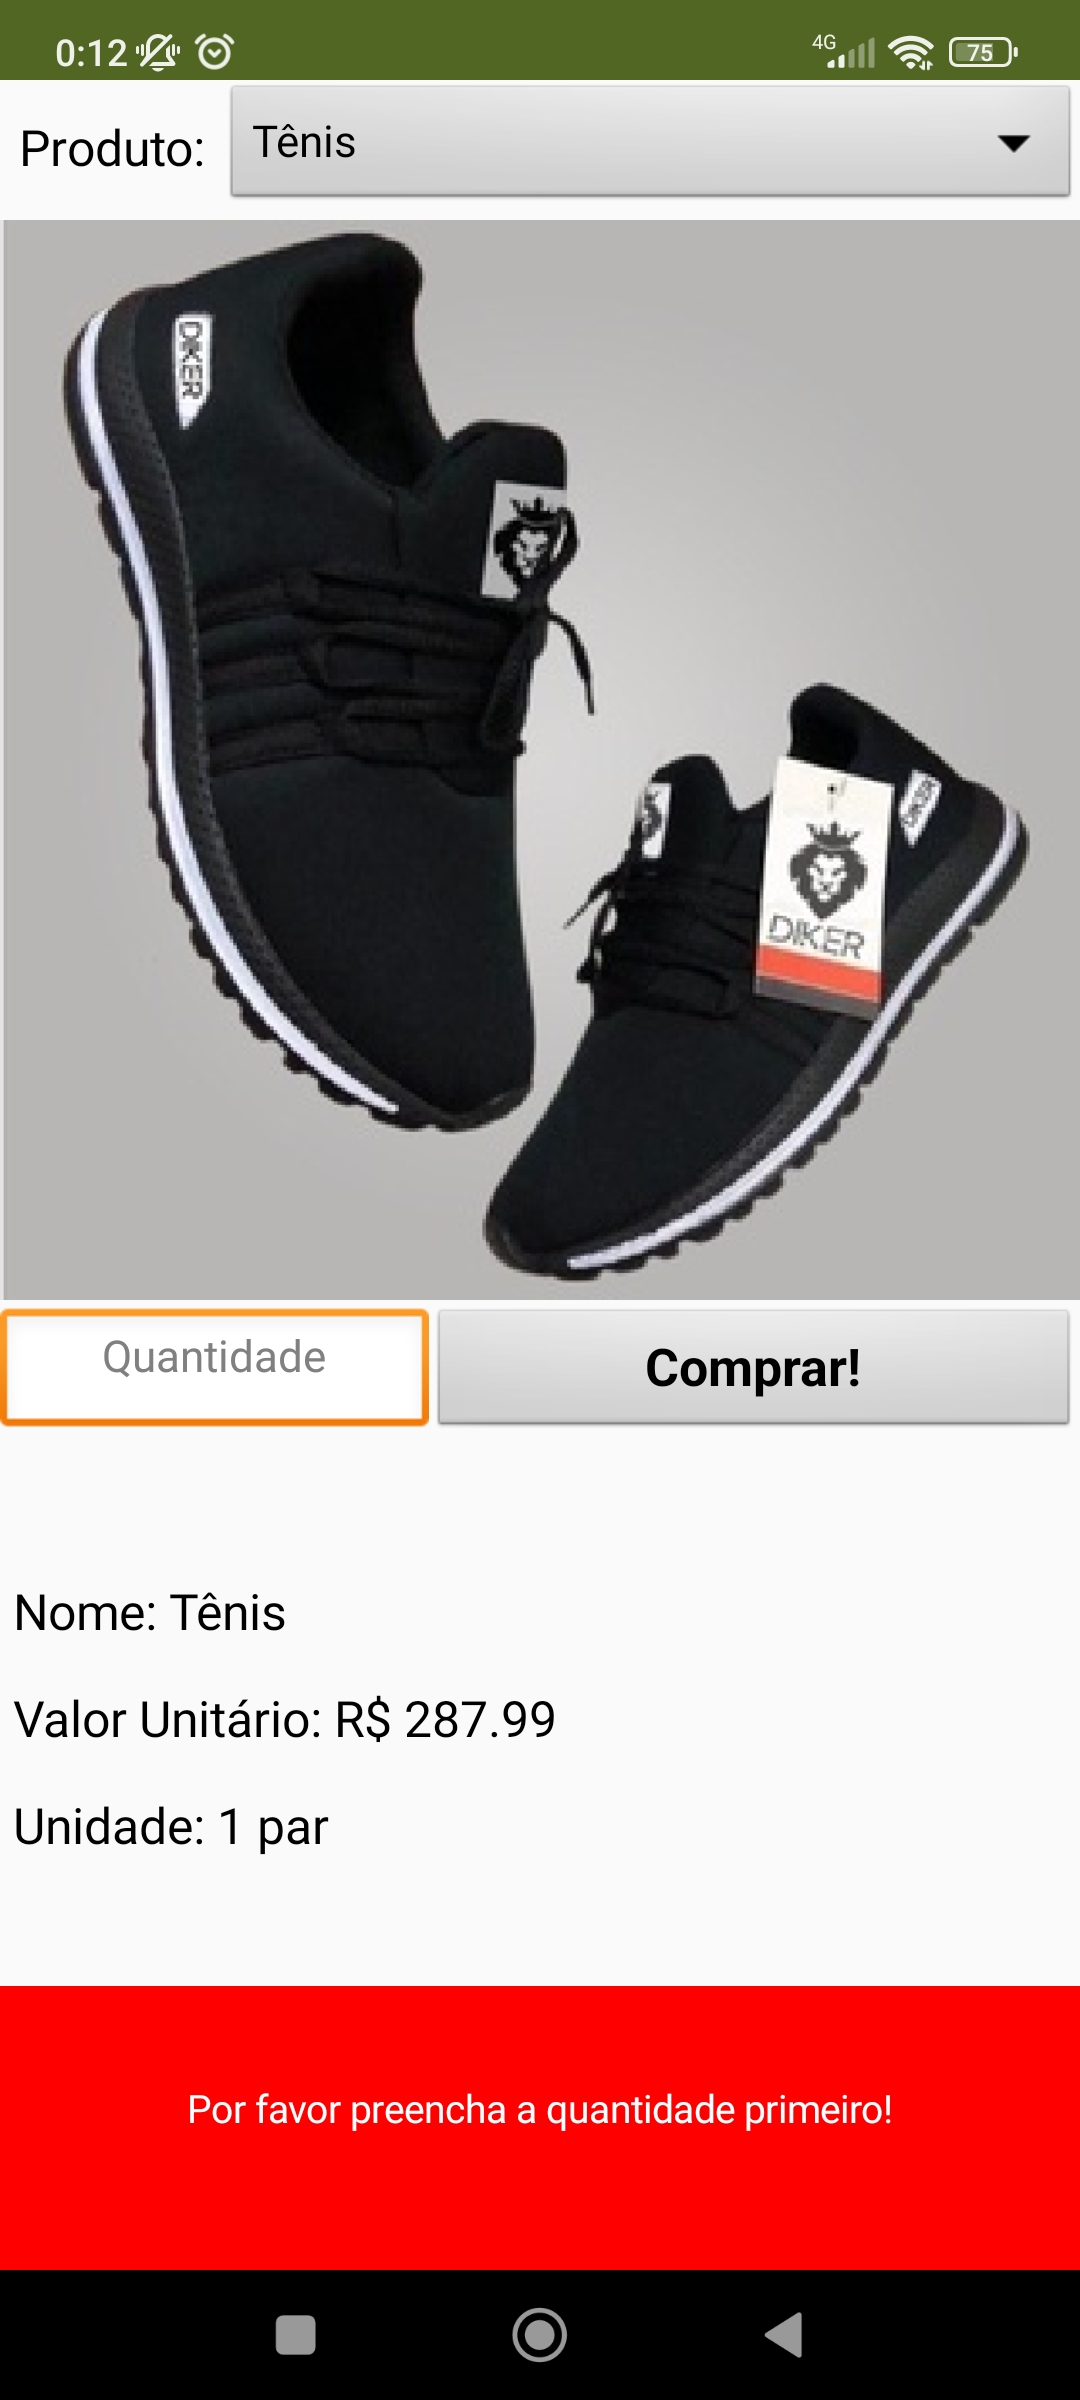 0:12
4G
75
Produto:
Tênis
DIKER
DIKER
Quantidade
Comprar!
Nome: Tênis
Valor Unitário: R$ 287.99
Unidade: 1 par
Por favor preencha a quantidade primeiro!